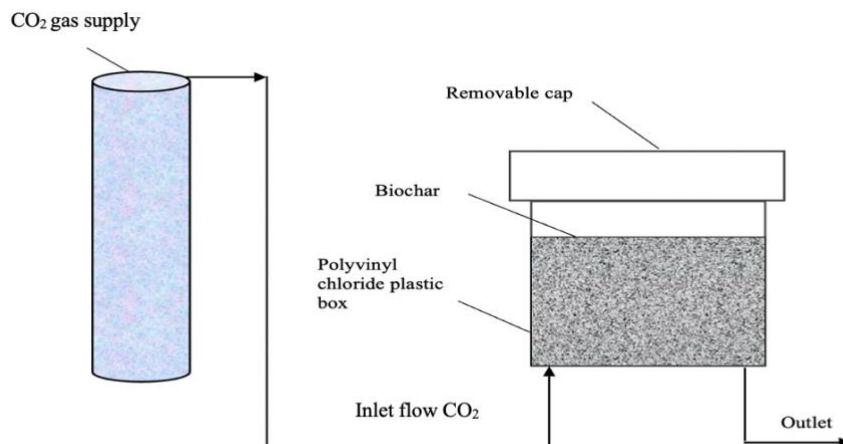 CO₂ gas supply
Removable cap
Biochar
Polyvinyl
chloride plastic
box
Inlet flow CO₂
Outlet